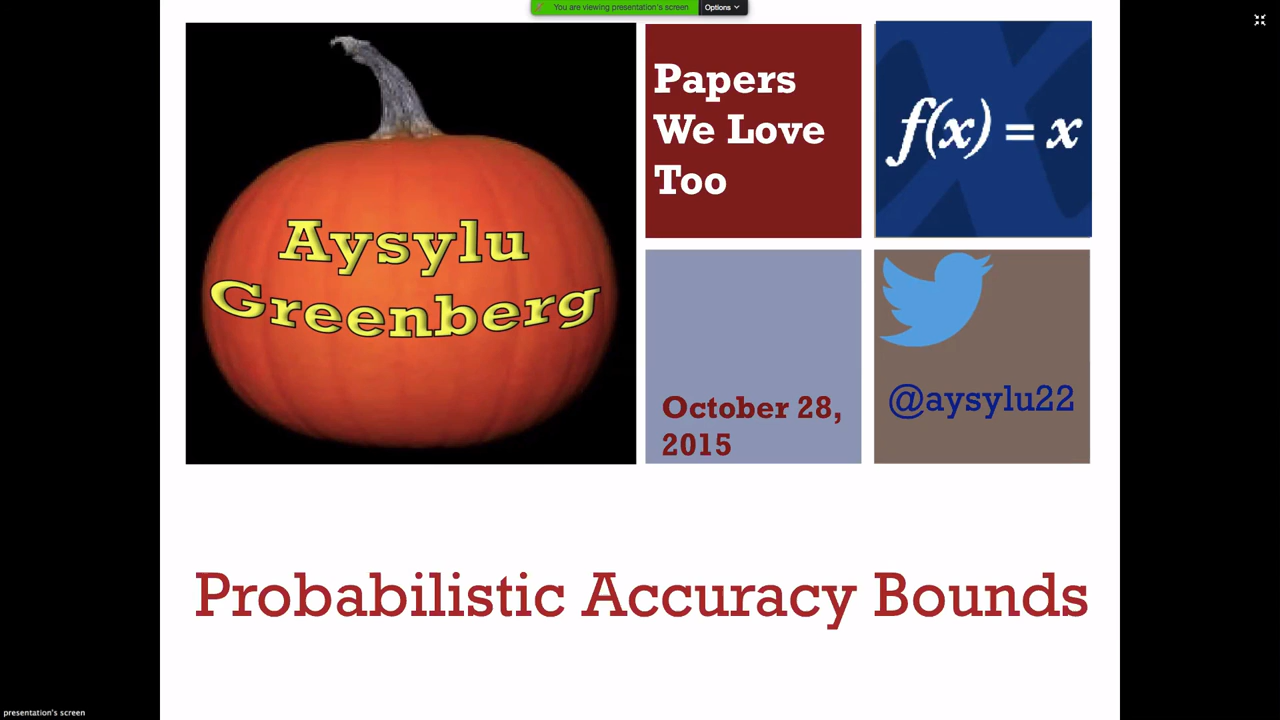 You are viewing presentation's screen
Options
Aysylu
Greenberg
Papers
We Love
Too
f(x) = x
October 28,
2015
@aysylu22
Probabilistic Accuracy Bounds
presentation's screen